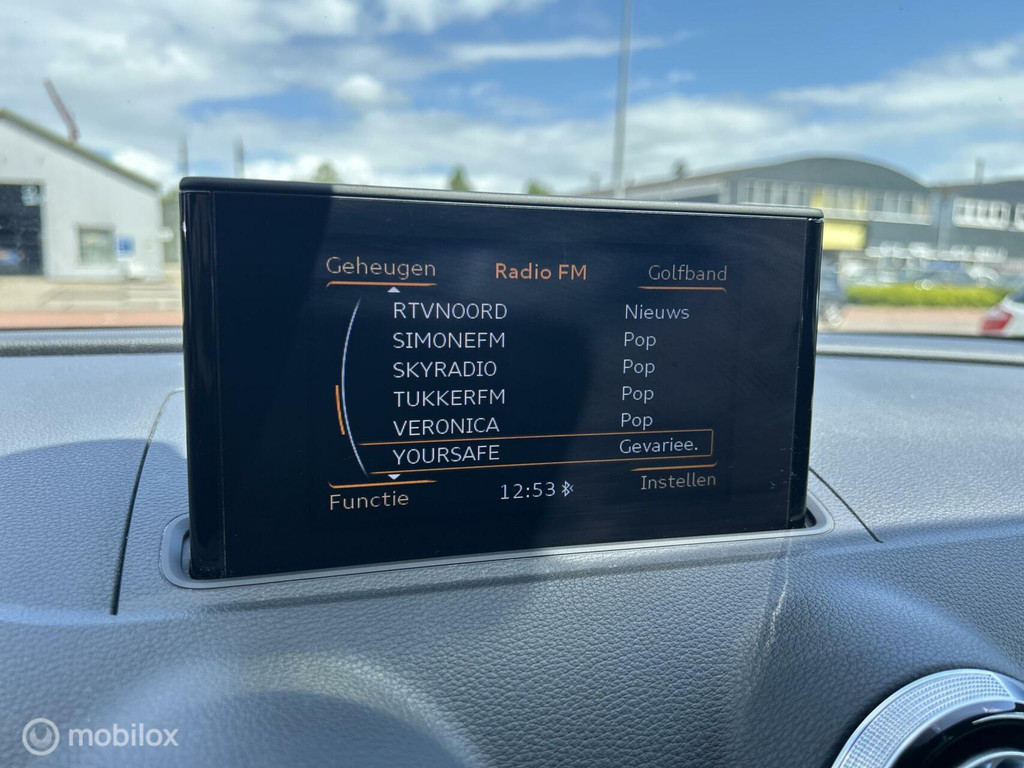 Geheugen Radio FM Golfband
RTVNOORD Nieuws
SIMONEFM Pop
SKYRADIO Pop
TUKKERFM Pop
VERONICA Pop
YOURSAFE Gevariee.
Functie 12:53 Instellen
mobilox